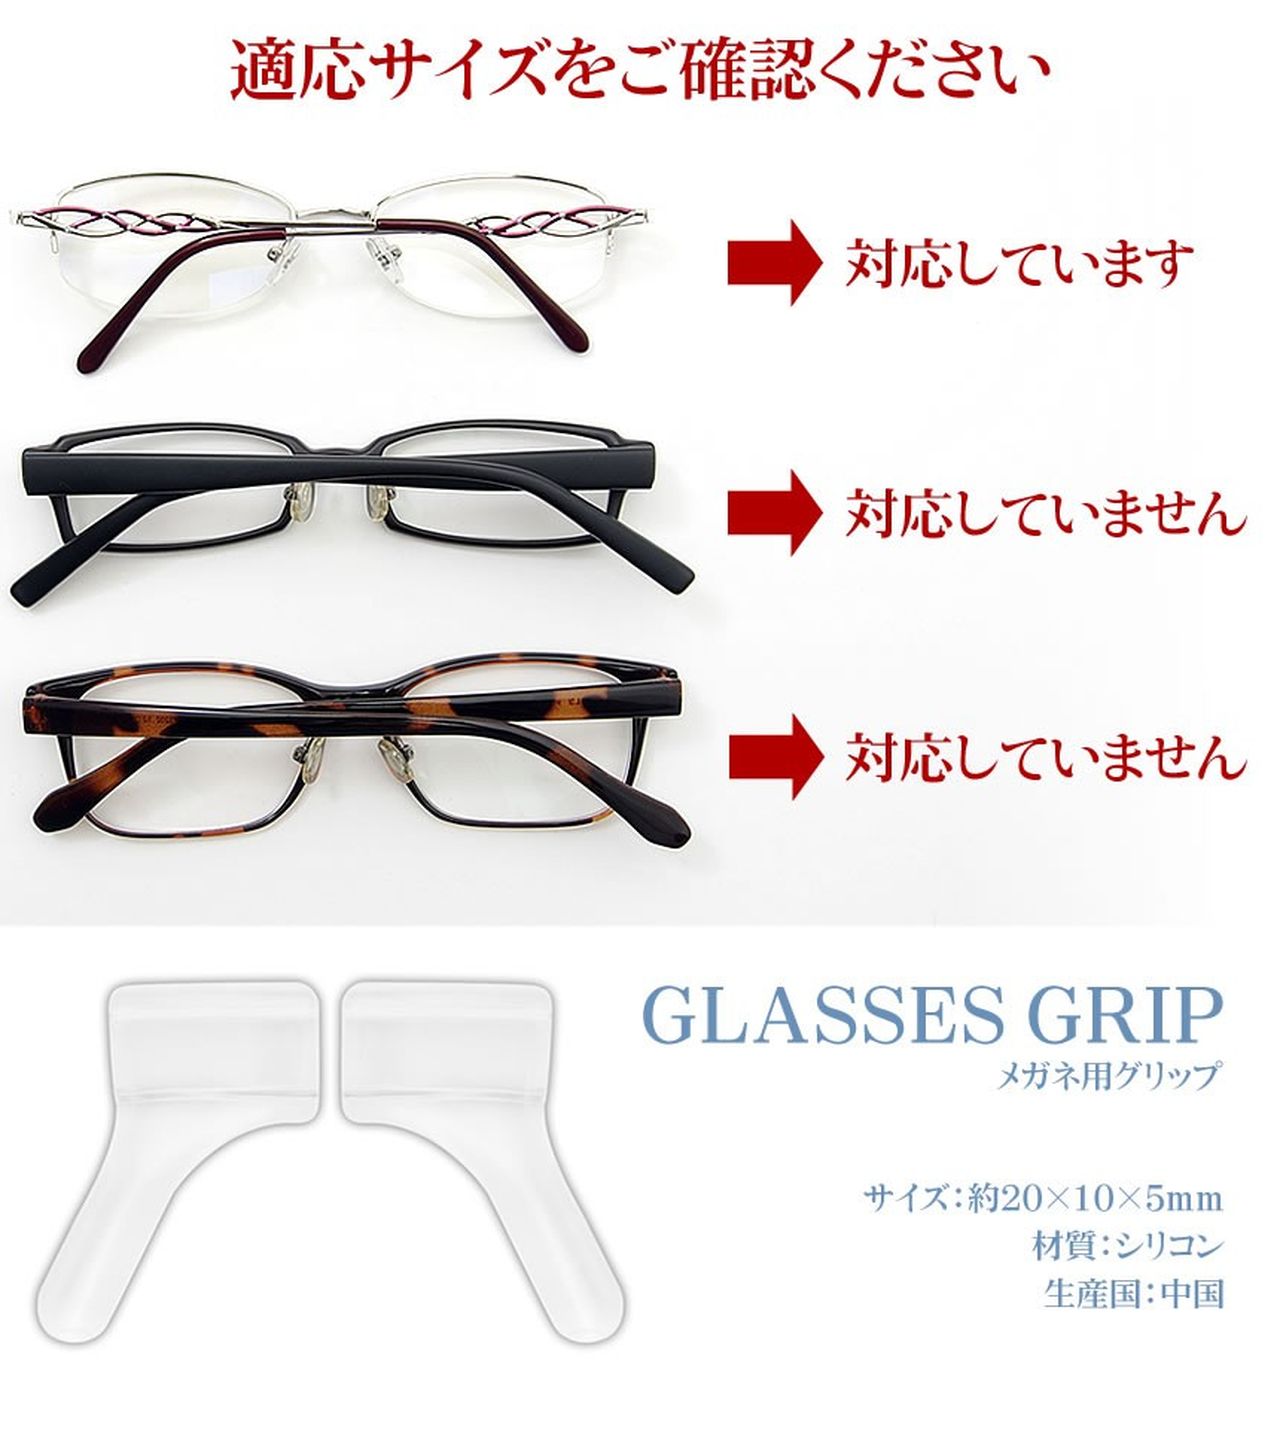 適応サイズをご確認ください
対応しています
対応していません
対応していません
GLASSES GRIP
メガネ用グリップ
サイズ：約20×10×5mm
材質：シリコン
生産国：中国